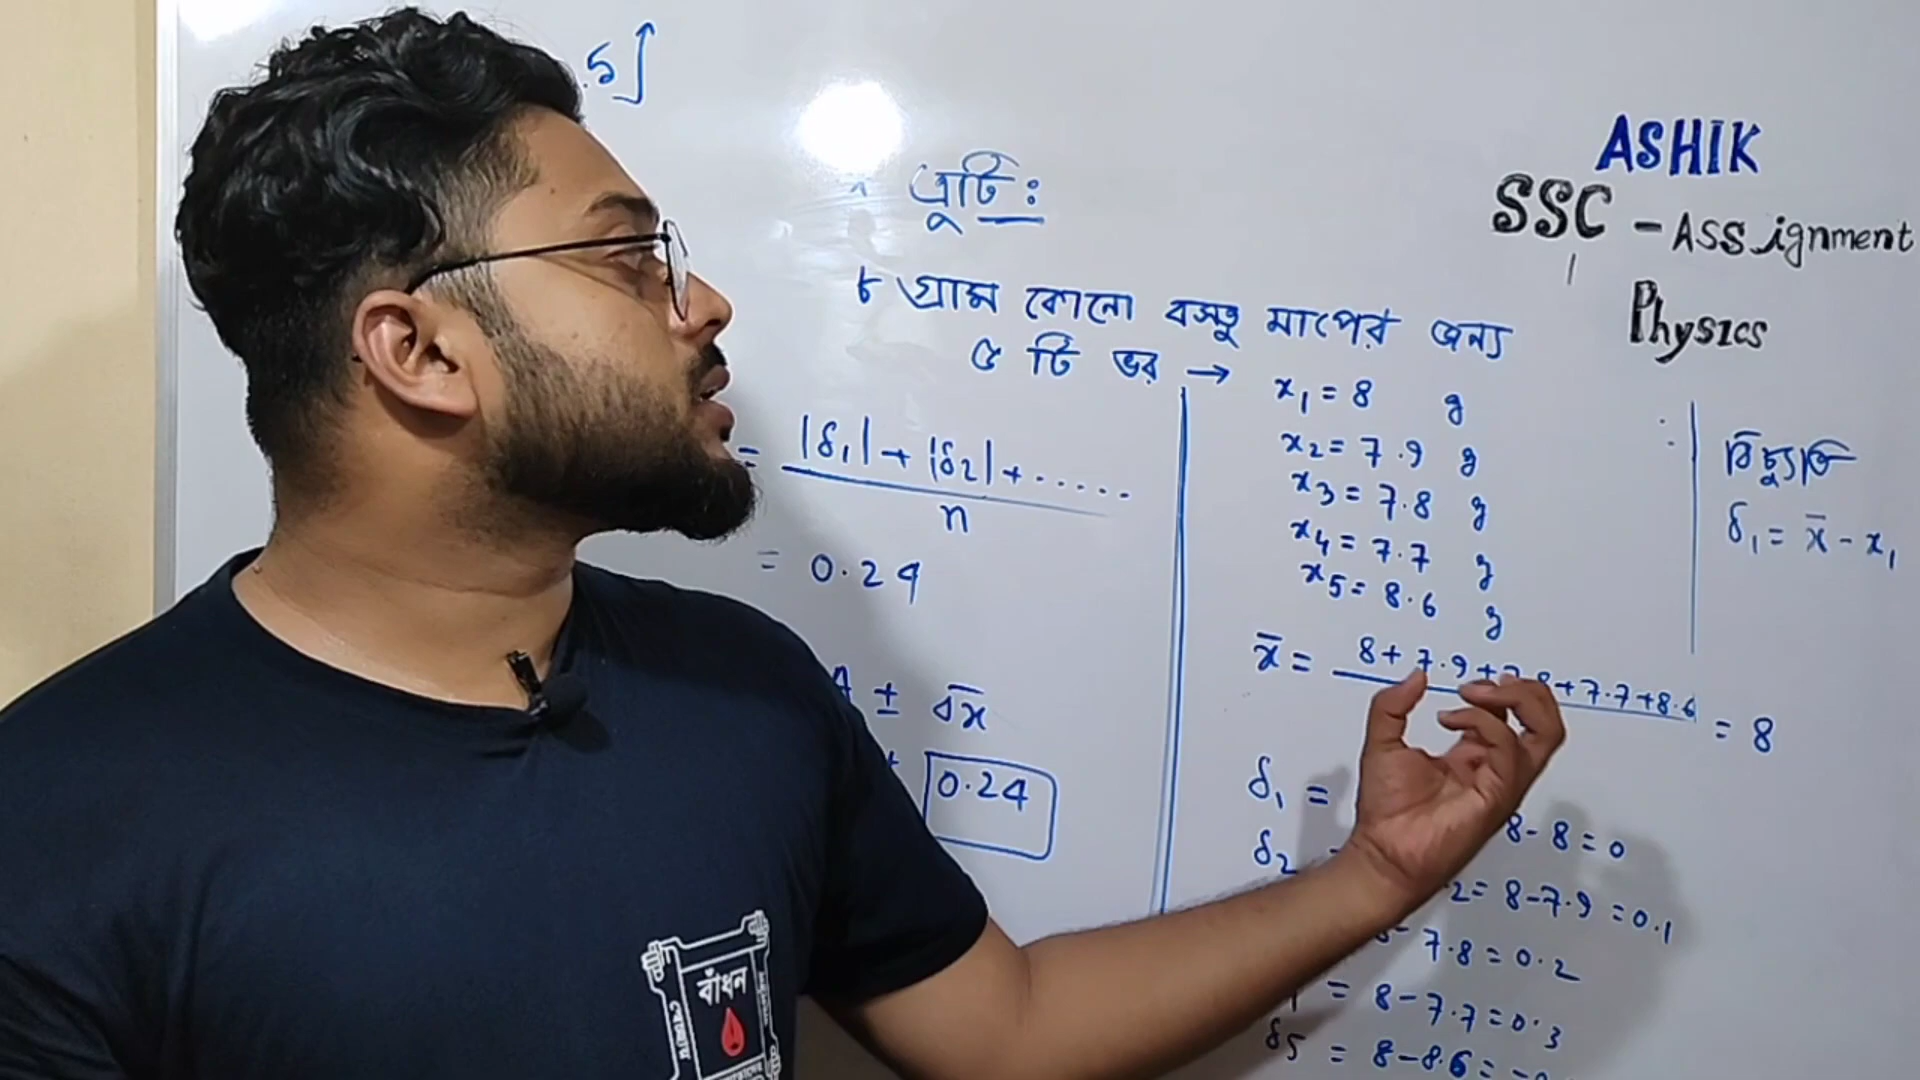 .১]
ত্রুটি :
৮ গ্রাম কোনো বস্তু মাপের জন্য
৫ টি ভর →
= |δ₁| + |δ₂| + .....
n
= 0.24
± √x
0.24
ASHIK
SSC - Assignment
Physics
x₁ = 8 g
x₂ = 7.9 g
x₃ = 7.8 g
x₄ = 7.7 g
x₅ = 8.6 g
x̄ = 8 + 7.9 + 7.8 + 7.7 + 8.6 = 8
বিচ্যুতি
δ₁ = x̄ - x₁
δ₁ = 8 - 8 = 0
δ₂ 2 = 8 - 7.9 = 0.1
7.8 = 0.2
= 8 - 7.7 = 0.3
δ5 = 8 - 8.6 = -
বাঁধন